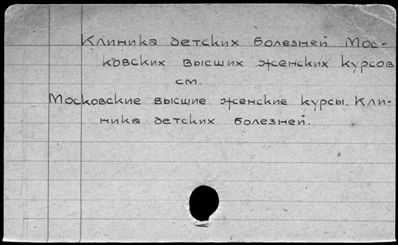 Клиника детских болезней Мос-
ковских высших женских курсов
см.
Московские высшие женские курсы. Кли-
ника детских болезней.